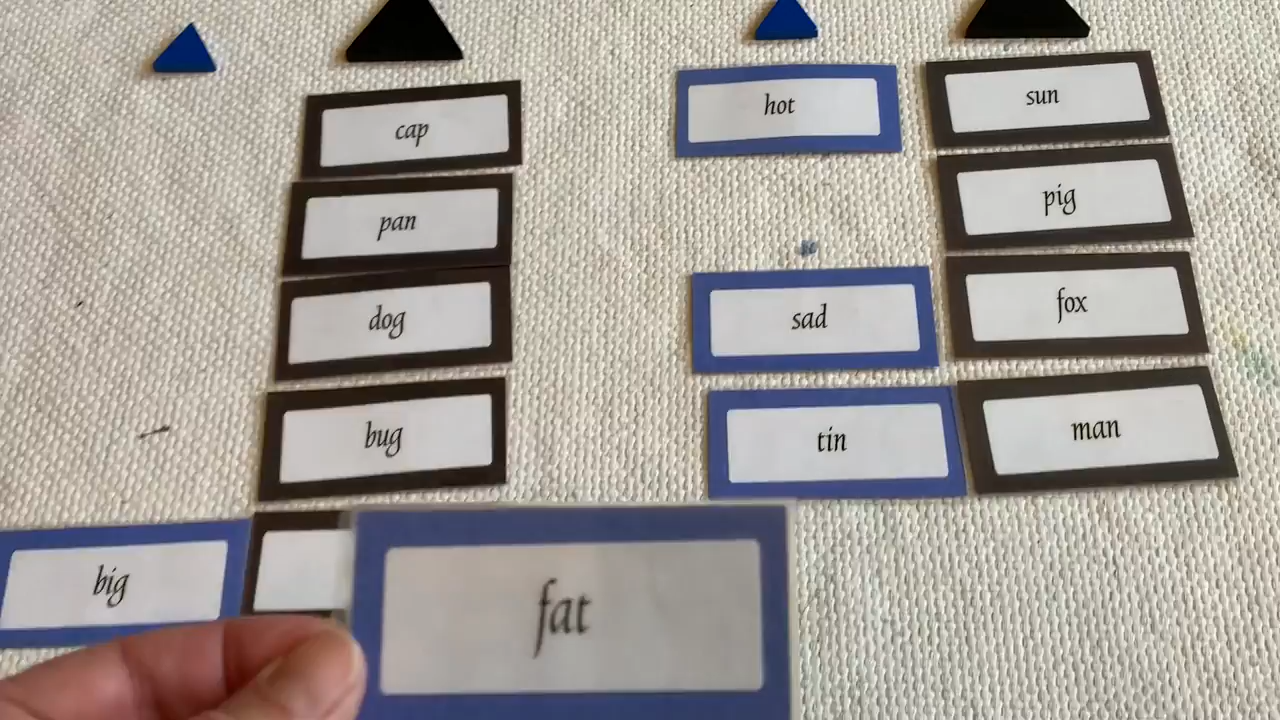 cap
pan
dog
bug
big
hot
sun
pig
sad
fox
tin
man
fat